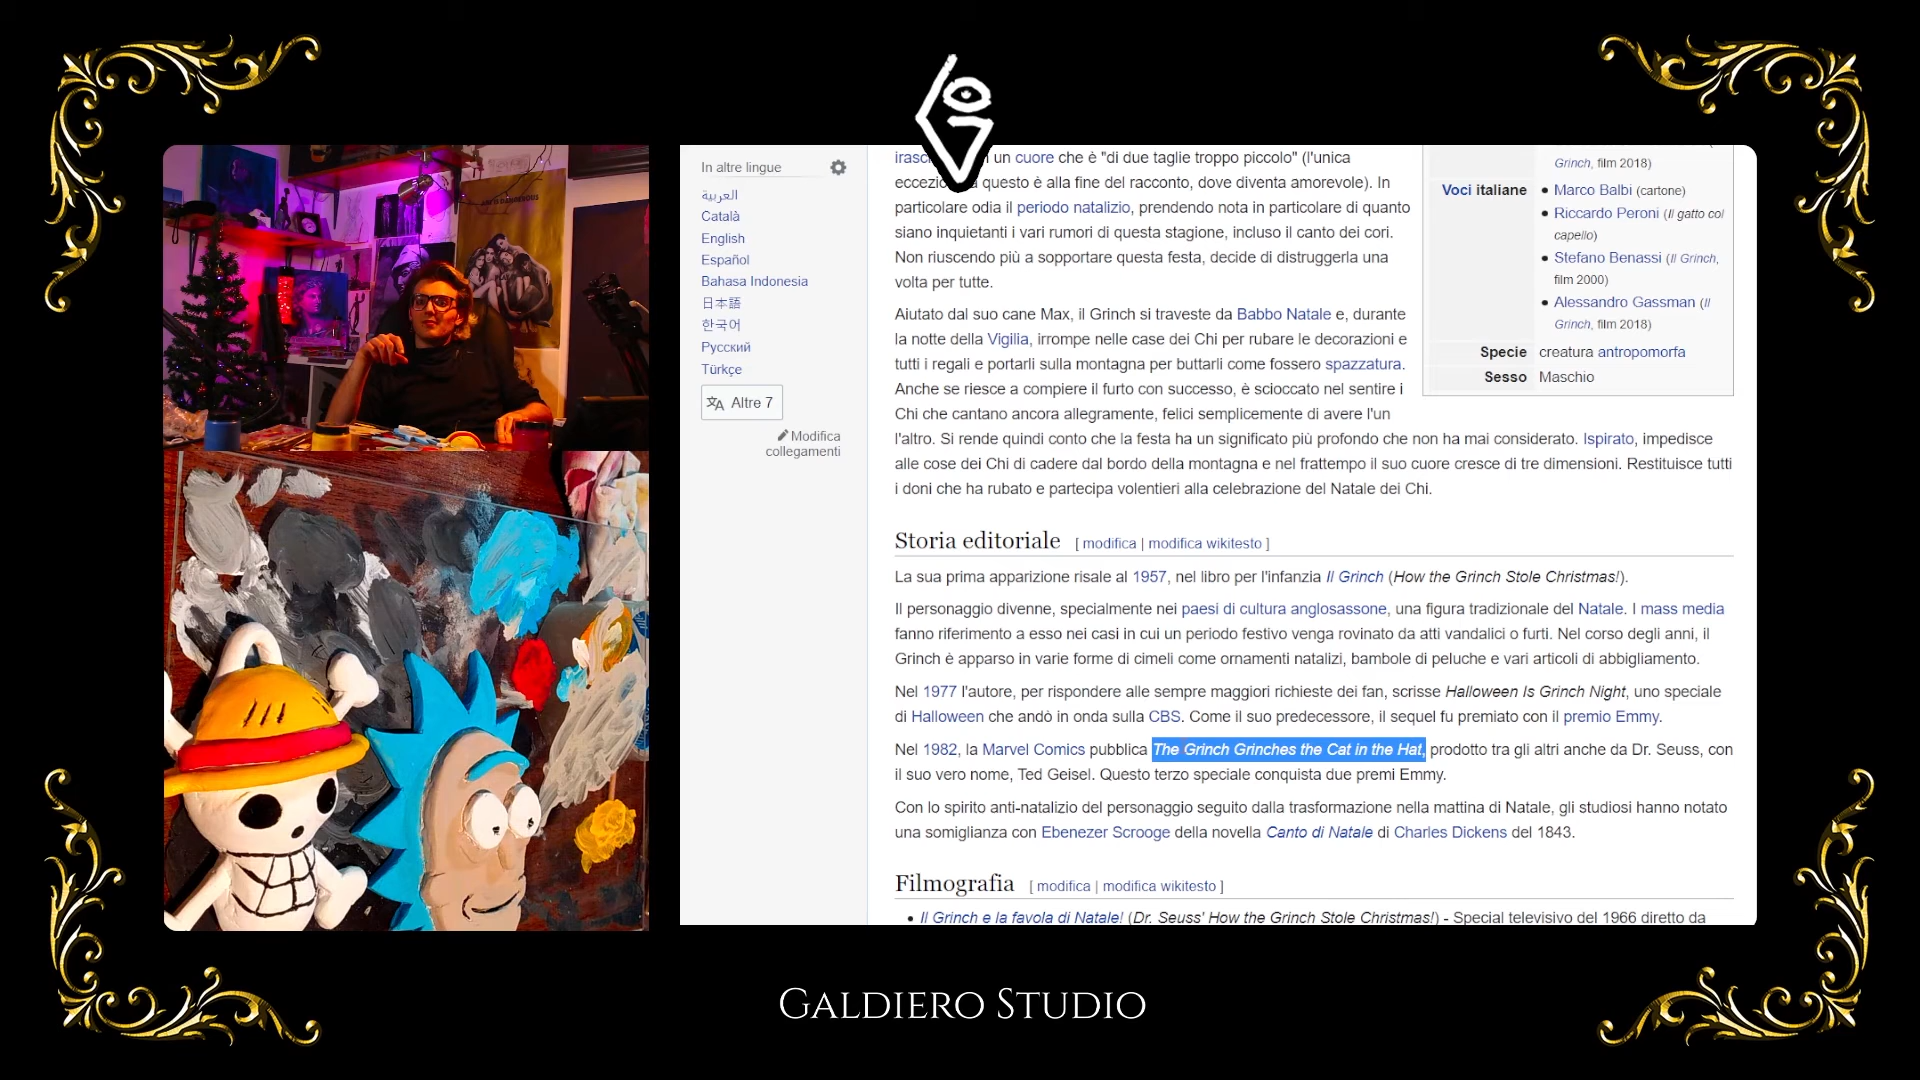 In altre lingue
العربية
Català
English
Español
Bahasa Indonesia
日本語
한국어
Русский
Türkçe
Altre 7
Modifica
collegamenti
un cuore che è "di due taglie troppo piccolo" (l'unica
questo è alla fine del racconto, dove diventa amorevole). In
particolare odia il periodo natalizio, prendendo nota in particolare di quanto
siano inquietanti i vari rumori di questa stagione, incluso il canto dei cori.
Non riuscendo più a sopportare questa festa, decide di distruggerla una
volta per tutte.
Aiutato dal suo cane Max, il Grinch si traveste da Babbo Natale e, durante
la notte della Vigilia, irrompe nelle case dei Chi per rubare le decorazioni e
tutti i regali e portarli sulla montagna per buttarli come fossero spazzatura.
Anche se riesce a compiere il furto con successo, è scioccato nel sentire i
Chi che cantano ancora allegramente, felici semplicemente di avere l'un
l'altro. Si rende quindi conto che la festa ha un significato più profondo che non ha mai considerato. Ispirato, impedisce
alle cose dei Chi di cadere dal bordo della montagna e nel frattempo il suo cuore cresce di tre dimensioni. Restituisce tutti
i doni che ha rubato e partecipa volentieri alla celebrazione del Natale dei Chi.
Grinch, film 2018)
Voci italiane
• Marco Balbi (cartone)
• Riccardo Peroni (Il gatto col
capello)
• Stefano Benassi (Il Grinch,
film 2000)
• Alessandro Gassman (Il
Grinch, film 2018)
Specie creatura antropomorfa
Sesso Maschio
Storia editoriale [ modifica | modifica wikitesto ]
La sua prima apparizione risale al 1957, nel libro per l'infanzia Il Grinch (How the Grinch Stole Christmas!).
Il personaggio divenne, specialmente nei paesi di cultura anglosassone, una figura tradizionale del Natale. I mass media
fanno riferimento a esso nei casi in cui un periodo festivo venga rovinato da atti vandalici o furti. Nel corso degli anni, il
Grinch è apparso in varie forme di cimeli come ornamenti natalizi, bambole di peluche e vari articoli di abbigliamento.
Nel 1977 l'autore, per rispondere alle sempre maggiori richieste dei fan, scrisse Halloween Is Grinch Night, uno speciale
di Halloween che andò in onda sulla CBS. Come il suo predecessore, il sequel fu premiato con il premio Emmy.
Nel 1982, la Marvel Comics pubblica The Grinch Grinches the Cat in the Hat, prodotto tra gli altri anche da Dr. Seuss, con
il suo vero nome, Ted Geisel. Questo terzo speciale conquista due premi Emmy.
Con lo spirito anti-natalizio del personaggio seguito dalla trasformazione nella mattina di Natale, gli studiosi hanno notato
una somiglianza con Ebenezer Scrooge della novella Canto di Natale di Charles Dickens del 1843.
Filmografia [ modifica | modifica wikitesto ]
• Il Grinch e la favola di Natale! (Dr. Seuss' How the Grinch Stole Christmas!) - Special televisivo del 1966 diretto da
Galdiero Studio